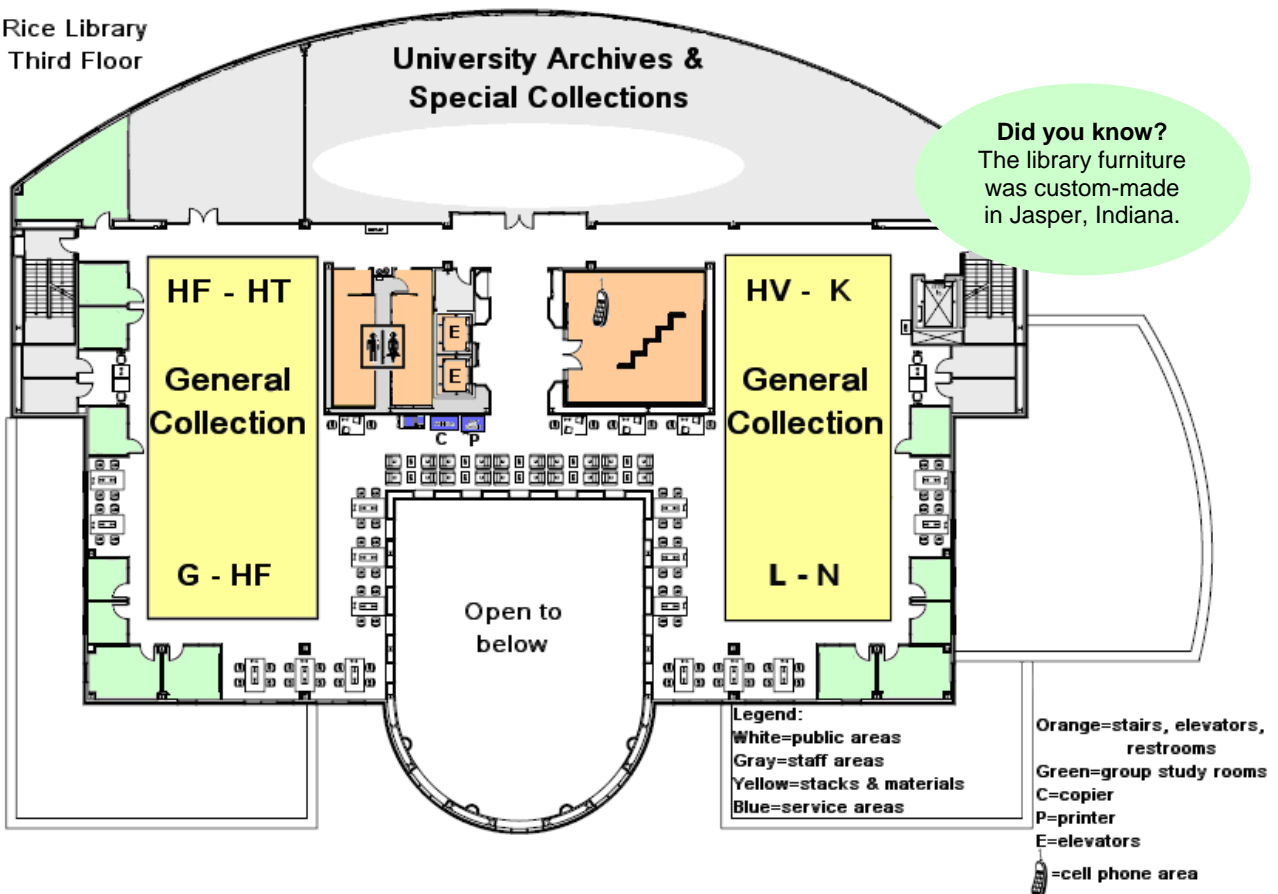 Rice Library
Third Floor
University Archives &
Special Collections
Did you know?
The library furniture
was custom-made
in Jasper, Indiana.
HF - HT
General
Collection
G - HF
E
E
C
P
HV - K
General
Collection
L - N
Open to
below
Legend:
White=public areas
Gray=staff areas
Yellow=stacks & materials
Blue=service areas
Orange=stairs, elevators,
restrooms
Green=group study rooms
C=copier
P=printer
E=elevators
=cell phone area